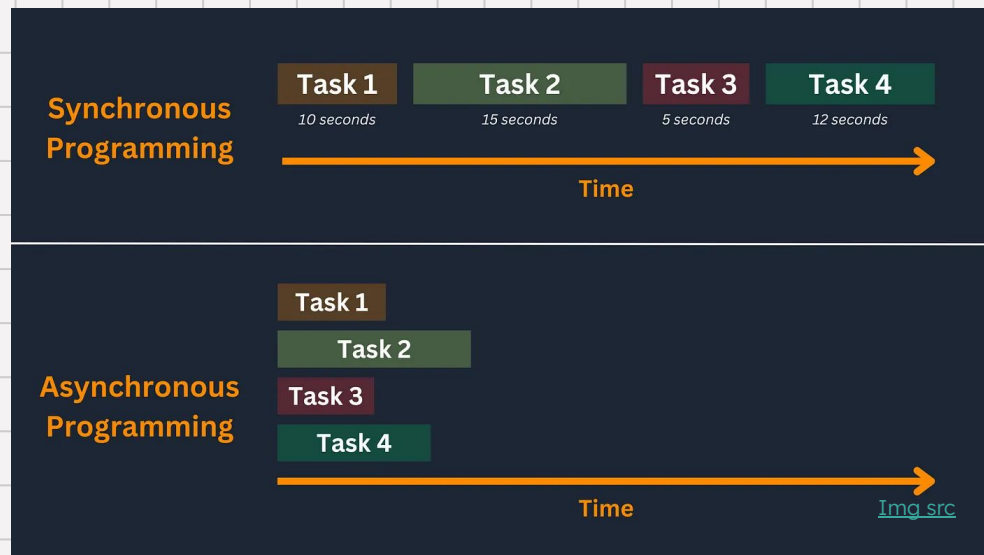 Synchronous
Programming
Task 1
Task 2
Task 3
Task 4
10 seconds
15 seconds
5 seconds
12 seconds
Time
Asynchronous
Programming
Task 1
Task 2
Task 3
Task 4
Time
Img src